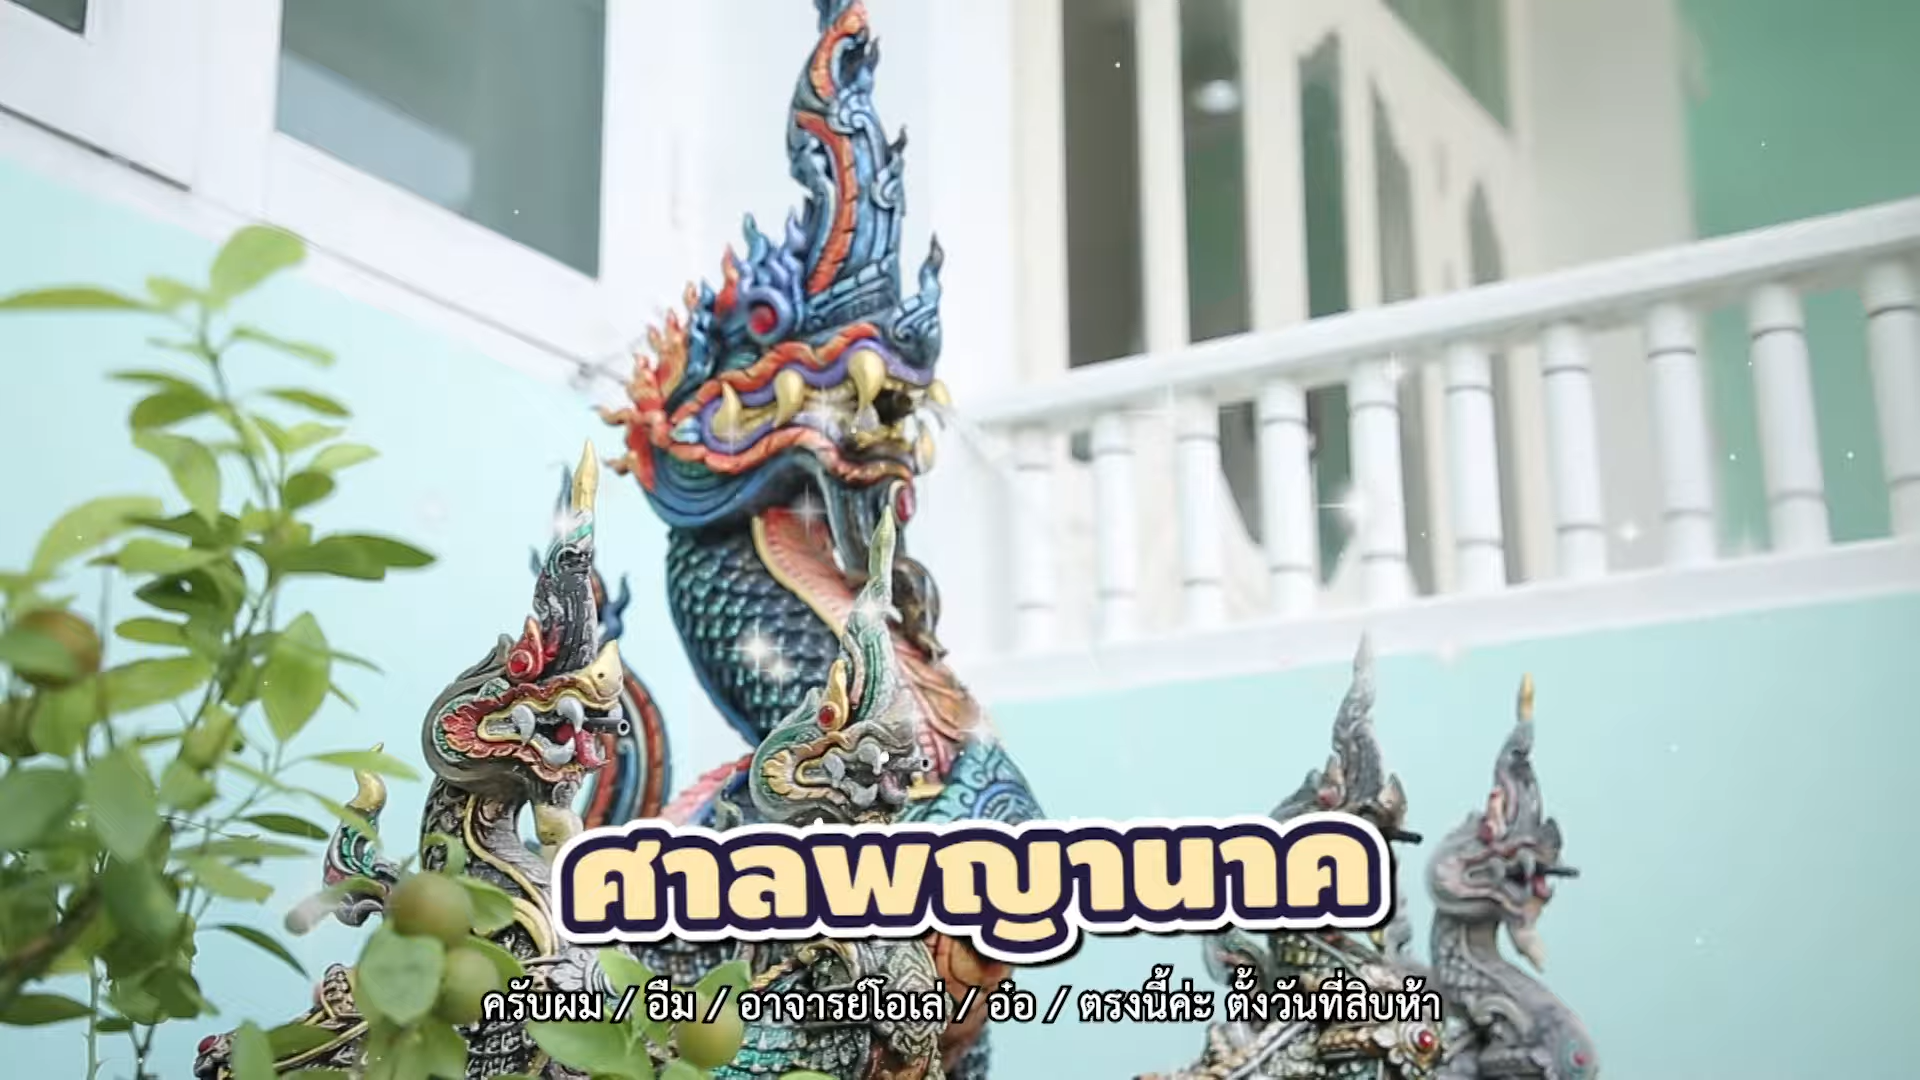 ศาลพญานาค
ครับผม / อืม / อาจารย์โอเล่ / อ๋อ / ตรงนี้ค่ะ ตั้งวันที่สิบห้า